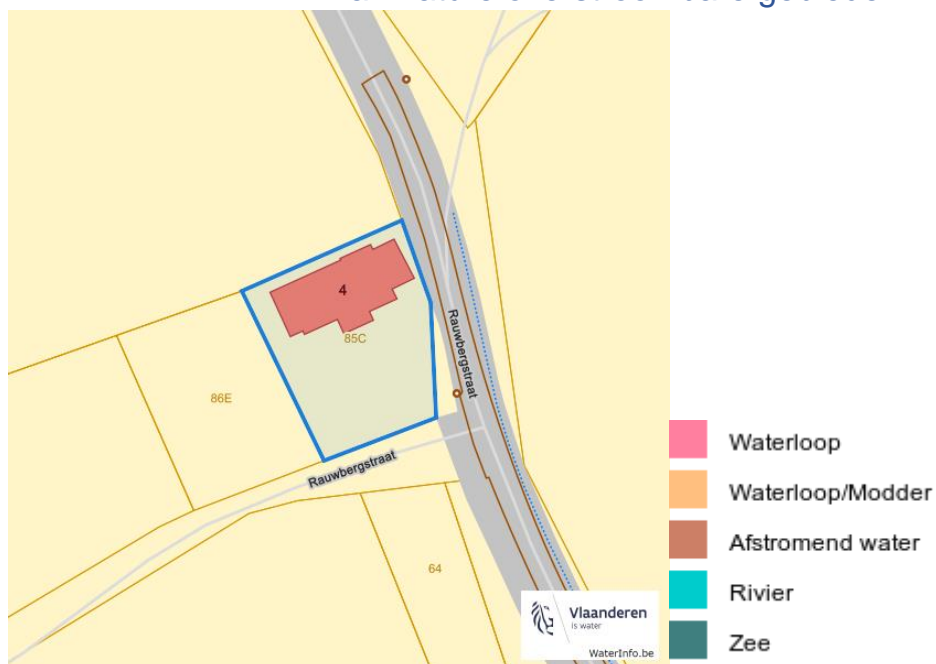 4
85C
86E
Rauwbergstraat
Rauwbergstraat
64
Vlaanderen
is water
WaterInfo.be
Waterloop
Waterloop/Modder
Afstromend water
Rivier
Zee